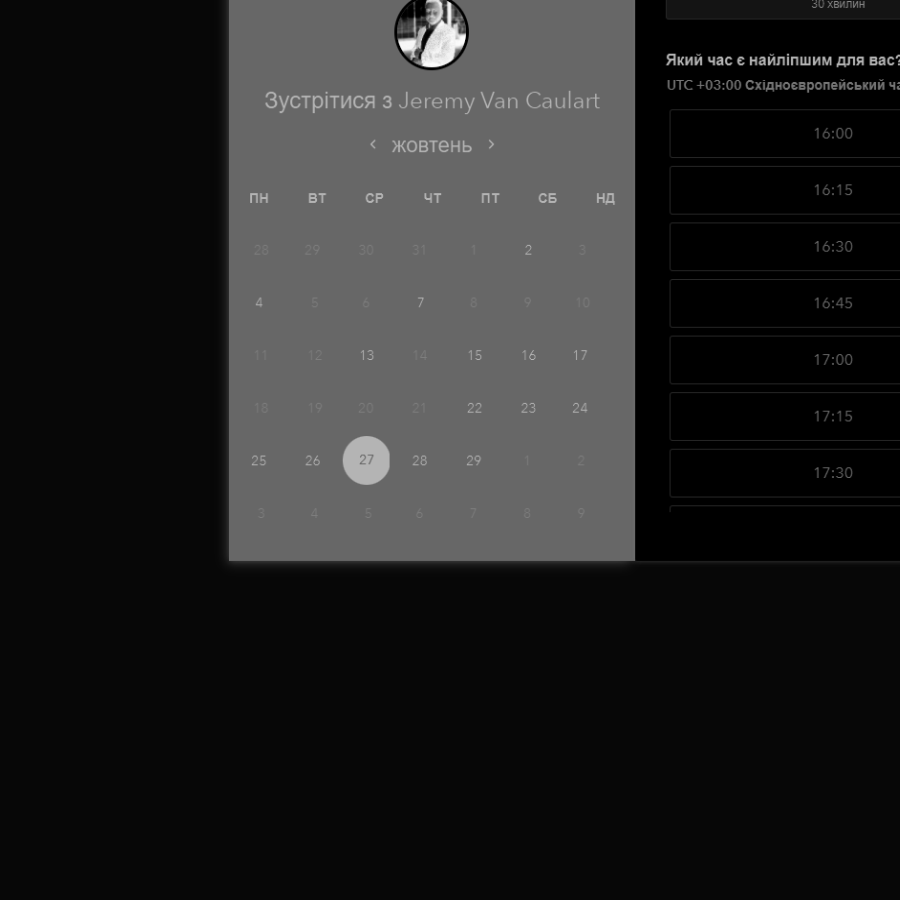 Зустрітися з Jeremy Van Caulart
< жовтень >
ПН ВТ СР ЧТ ПТ СБ НД
28 29 30 31 1 2 3
4 5 6 7 8 9 10
11 12 13 14 15 16 17
18 19 20 21 22 23 24
25 26 27 28 29 1 2
3 4 5 6 7 8 9
30 хвилин
Який час є найліпшим для вас?
UTC +03:00 Східноєвропейський ча
16:00
16:15
16:30
16:45
17:00
17:15
17:30